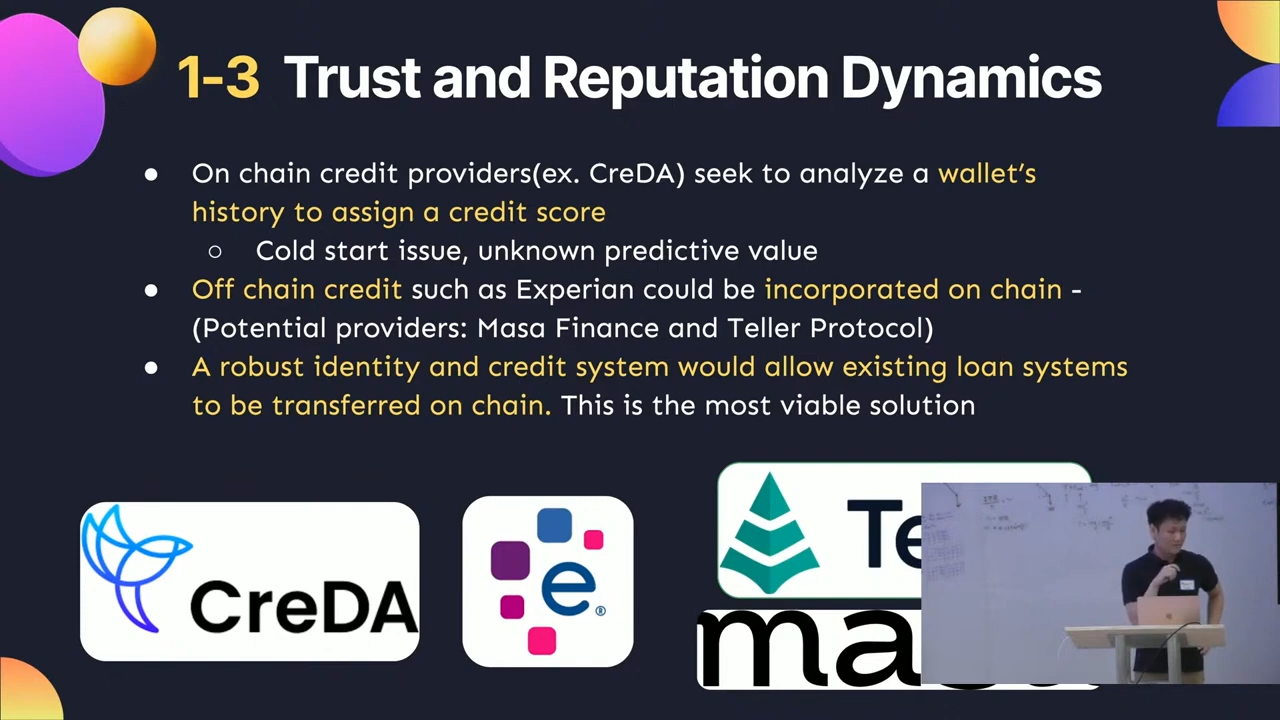 1-3 Trust and Reputation Dynamics
● On chain credit providers(ex. CreDA) seek to analyze a wallet’s
history to assign a credit score
○ Cold start issue, unknown predictive value
● Off chain credit such as Experian could be incorporated on chain -
(Potential providers: Masa Finance and Teller Protocol)
● A robust identity and credit system would allow existing loan systems
to be transferred on chain. This is the most viable solution
CreDA
e®
Te
ma